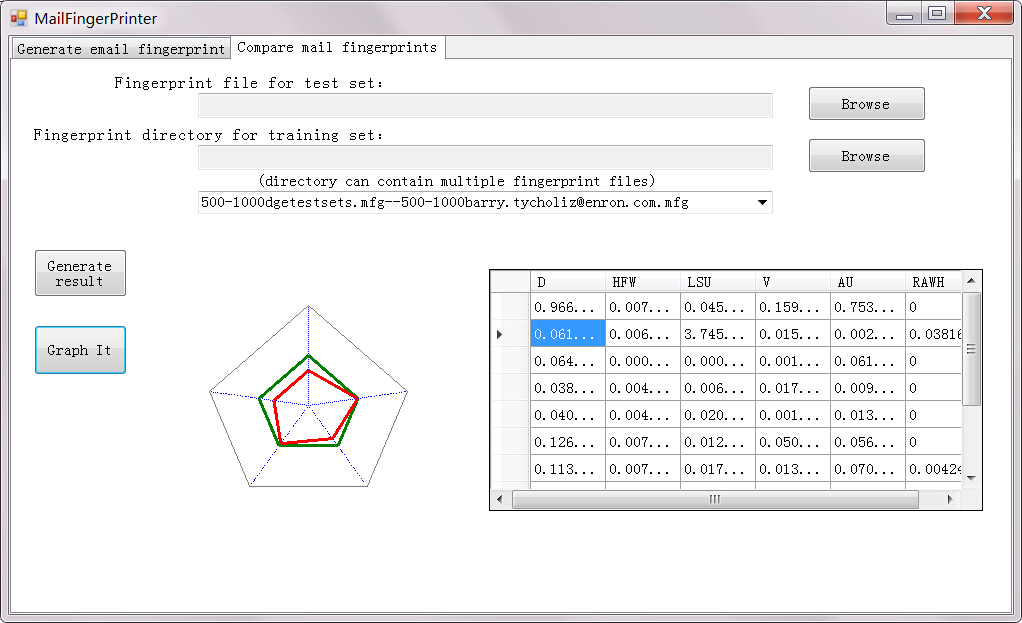 MailFingerPrinter
Generate email fingerprint Compare mail fingerprints
Fingerprint file for test set:
Browse
Fingerprint directory for training set:
Browse
(directory can contain multiple fingerprint files)
500-1000dgetestsets.mfg--500-1000barry.tycholiz@enron.com.mfg
Generate
result
Graph It
D HFW LSU V AU RAWH
0.966... 0.007... 0.045... 0.159... 0.753... 0
0.061... 0.006... 3.745... 0.015... 0.002... 0.03816
0.064... 0.000... 0.000... 0.001... 0.061... 0
0.038... 0.004... 0.006... 0.017... 0.009... 0
0.040... 0.004... 0.020... 0.001... 0.013... 0
0.126... 0.007... 0.012... 0.050... 0.056... 0
0.113... 0.007... 0.017... 0.013... 0.070... 0.00424